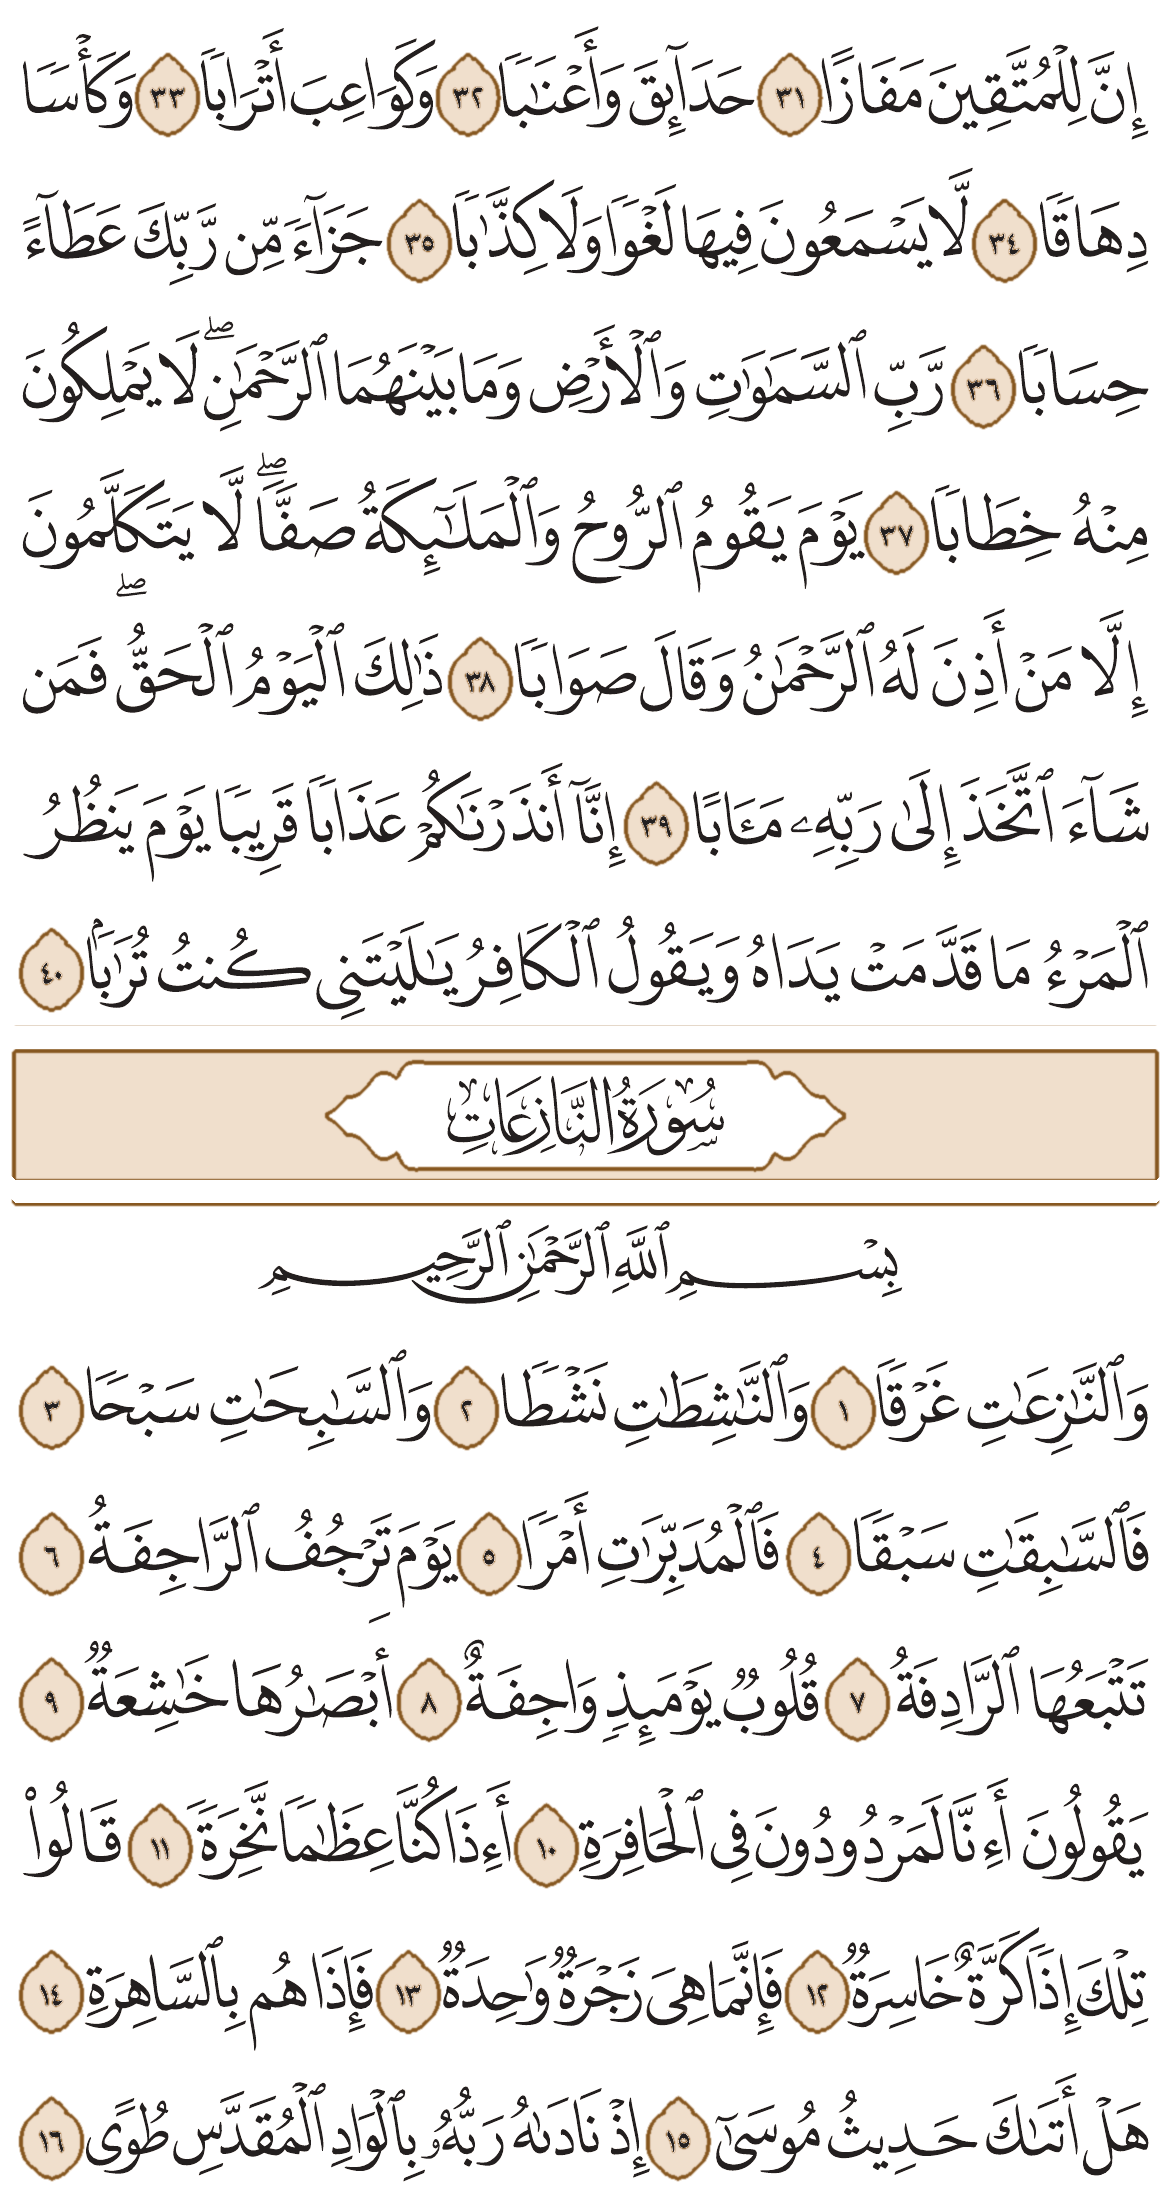 إِنَّ لِلْمُتَّقِينَ مَفَازًا ٣١ حَدَآئِقَ وَأَعْنَٰبًا ٣٢ وَكَوَاعِبَ أَتْرَابًا ٣٣ وَكَأْسًا
دِهَاقًا ٣٤ لَّا يَسْمَعُونَ فِيهَا لَغْوًا وَلَا كِذَّٰبًا ٣٥ جَزَآءً مِّن رَّبِّكَ عَطَآءً
حِسَابًا ٣٦ رَّبِّ ٱلسَّمَٰوَٰتِ وَٱلْأَرْضِ وَمَا بَيْنَهُمَا ٱلرَّحْمَٰنِ ۖ لَا يَمْلِكُونَ
مِنْهُ خِطَابًا ٣٧ يَوْمَ يَقُومُ ٱلرُّوحُ وَٱلْمَلَٰٓئِكَةُ صَفًّا ۖ لَّا يَتَكَلَّمُونَ
إِلَّا مَنْ أَذِنَ لَهُ ٱلرَّحْمَٰنُ وَقَالَ صَوَابًا ٣٨ ذَٰلِكَ ٱلْيَوْمُ ٱلْحَقُّ ۖ فَمَن
شَآءَ ٱتَّخَذَ إِلَىٰ رَبِّهِۦ مَـَٔابًا ٣٩ إِنَّآ أَنذَرْنَٰكُمْ عَذَابًا قَرِيبًا يَوْمَ يَنظُرُ
ٱلْمَرْءُ مَا قَدَّمَتْ يَدَاهُ وَيَقُولُ ٱلْكَافِرُ يَٰلَيْتَنِى كُنتُ تُرَٰبًۢا ٤٠
سُورَةُ النَّازِعَاتِ
بِسْمِ ٱللَّهِ ٱلرَّحْمَٰنِ ٱلرَّحِيمِ
وَٱلنَّٰزِعَٰتِ غَرْقًا ١ وَٱلنَّٰشِطَٰتِ نَشْطًا ٢ وَٱلسَّٰبِحَٰتِ سَبْحًا ٣
فَٱلسَّٰبِقَٰتِ سَبْقًا ٤ فَٱلْمُدَبِّرَٰتِ أَمْرًا ٥ يَوْمَ تَرْجُفُ ٱلرَّاجِفَةُ ٦
تَتْبَعُهَا ٱلرَّادِفَةُ ٧ قُلُوبٌ يَوْمَئِذٍ وَاجِفَةٌ ٨ أَبْصَٰرُهَا خَٰشِعَةٌ ٩
يَقُولُونَ أَءِنَّا لَمَرْدُودُونَ فِى ٱلْحَافِرَةِ ١٠ أَءِذَا كُنَّا عِظَٰمًا نَّخِرَةً ١١ قَالُوا۟
تِلْكَ إِذًا كَرَّةٌ خَاسِرَةٌ ١٢ فَإِنَّمَا هِىَ زَجْرَةٌ وَٰحِدَةٌ ١٣ فَإِذَا هُم بِٱلسَّاهِرَةِ ١٤
هَلْ أَتَىٰكَ حَدِيثُ مُوسَىٰٓ ١٥ إِذْ نَادَىٰهُ رَبُّهُۥ بِٱلْوَادِ ٱلْمُقَدَّسِ طُوًى ١٦